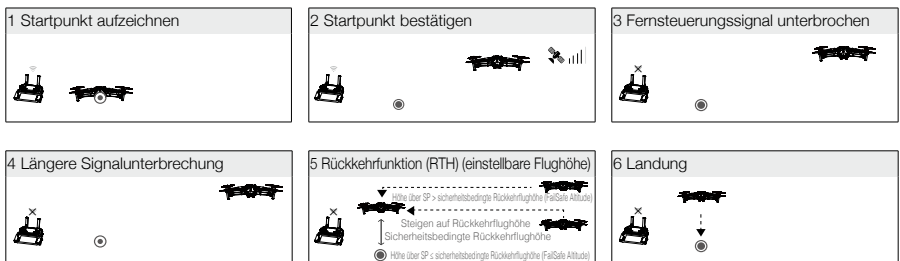 1 Startpunkt aufzeichnen
2 Startpunkt bestätigen
3 Fernsteuerungssignal unterbrochen
4 Längere Signalunterbrechung
5 Rückkehrfunktion (RTH) (einstellbare Flughöhe)
Höhe über SP > sicherheitsbedingte Rückkehrflughöhe (FailSafe Altitude)
Steigen auf Rückkehrflughöhe
Sicherheitsbedingte Rückkehrflughöhe
Höhe über SP ≤ sicherheitsbedingte Rückkehrflughöhe (FailSafe Altitude)
6 Landung